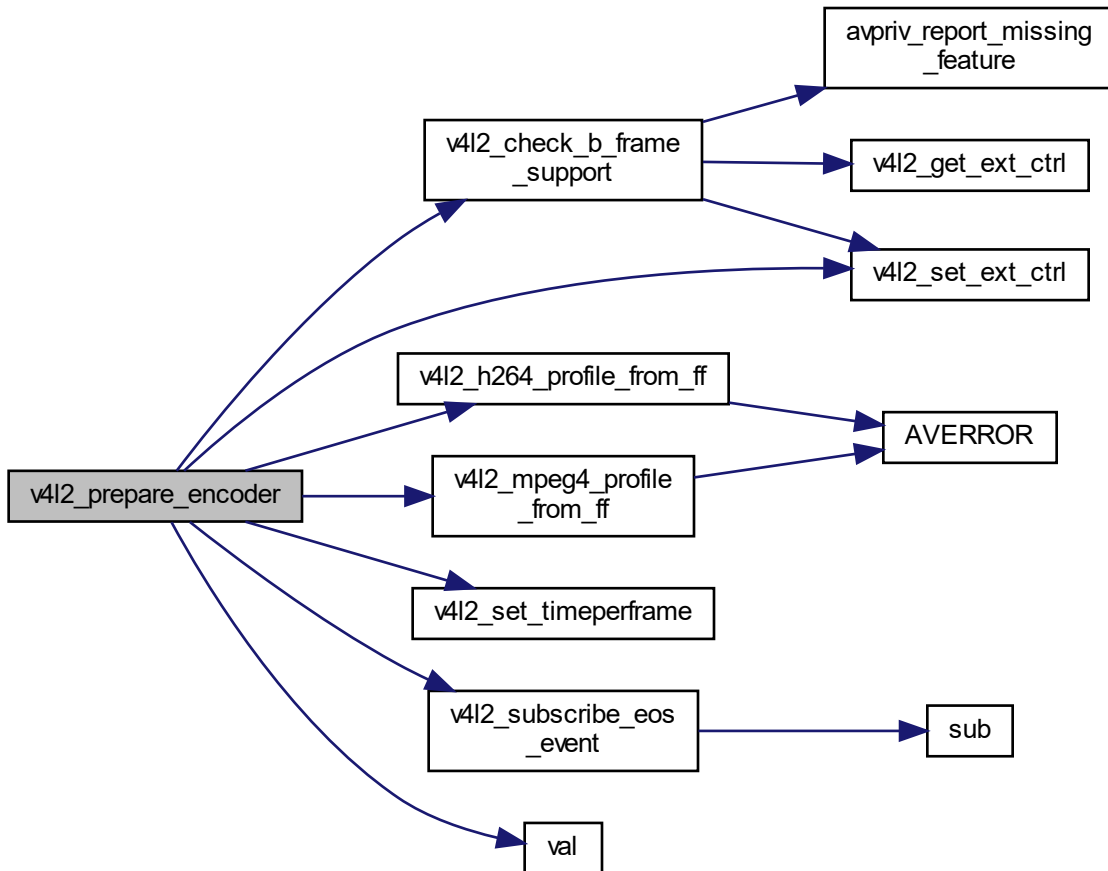 avpriv_report_missing
_feature
v4l2_check_b_frame
_support
v4l2_get_ext_ctrl
v4l2_set_ext_ctrl
v4l2_h264_profile_from_ff
AVERROR
v4l2_prepare_encoder
v4l2_mpeg4_profile
_from_ff
v4l2_set_timeperframe
v4l2_subscribe_eos
_event
sub
val